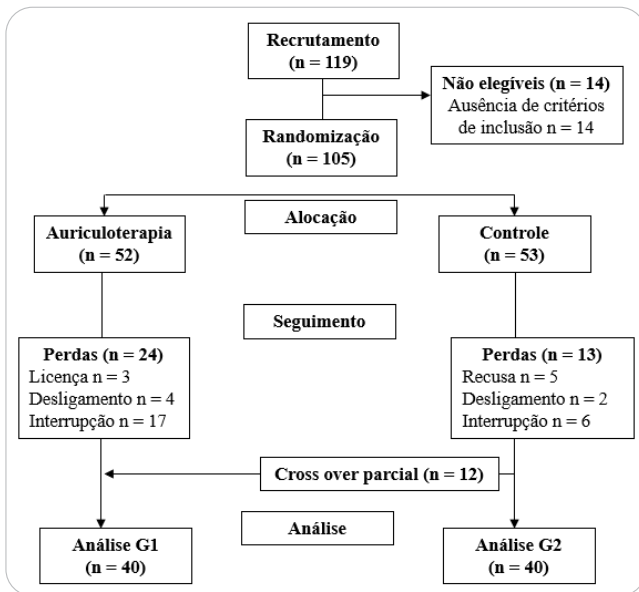 Recrutamento
(n = 119)
Não elegíveis (n = 14)
Ausência de critérios
de inclusão n = 14
Randomização
(n = 105)
Alocação
Auriculoterapia
(n = 52)
Controle
(n = 53)
Seguimento
Perdas (n = 24)
Licença n = 3
Desligamento n = 4
Interrupção n = 17
Perdas (n = 13)
Recusa n = 5
Desligamento n = 2
Interrupção n = 6
Cross over parcial (n = 12)
Análise
Análise G1
(n = 40)
Análise G2
(n = 40)